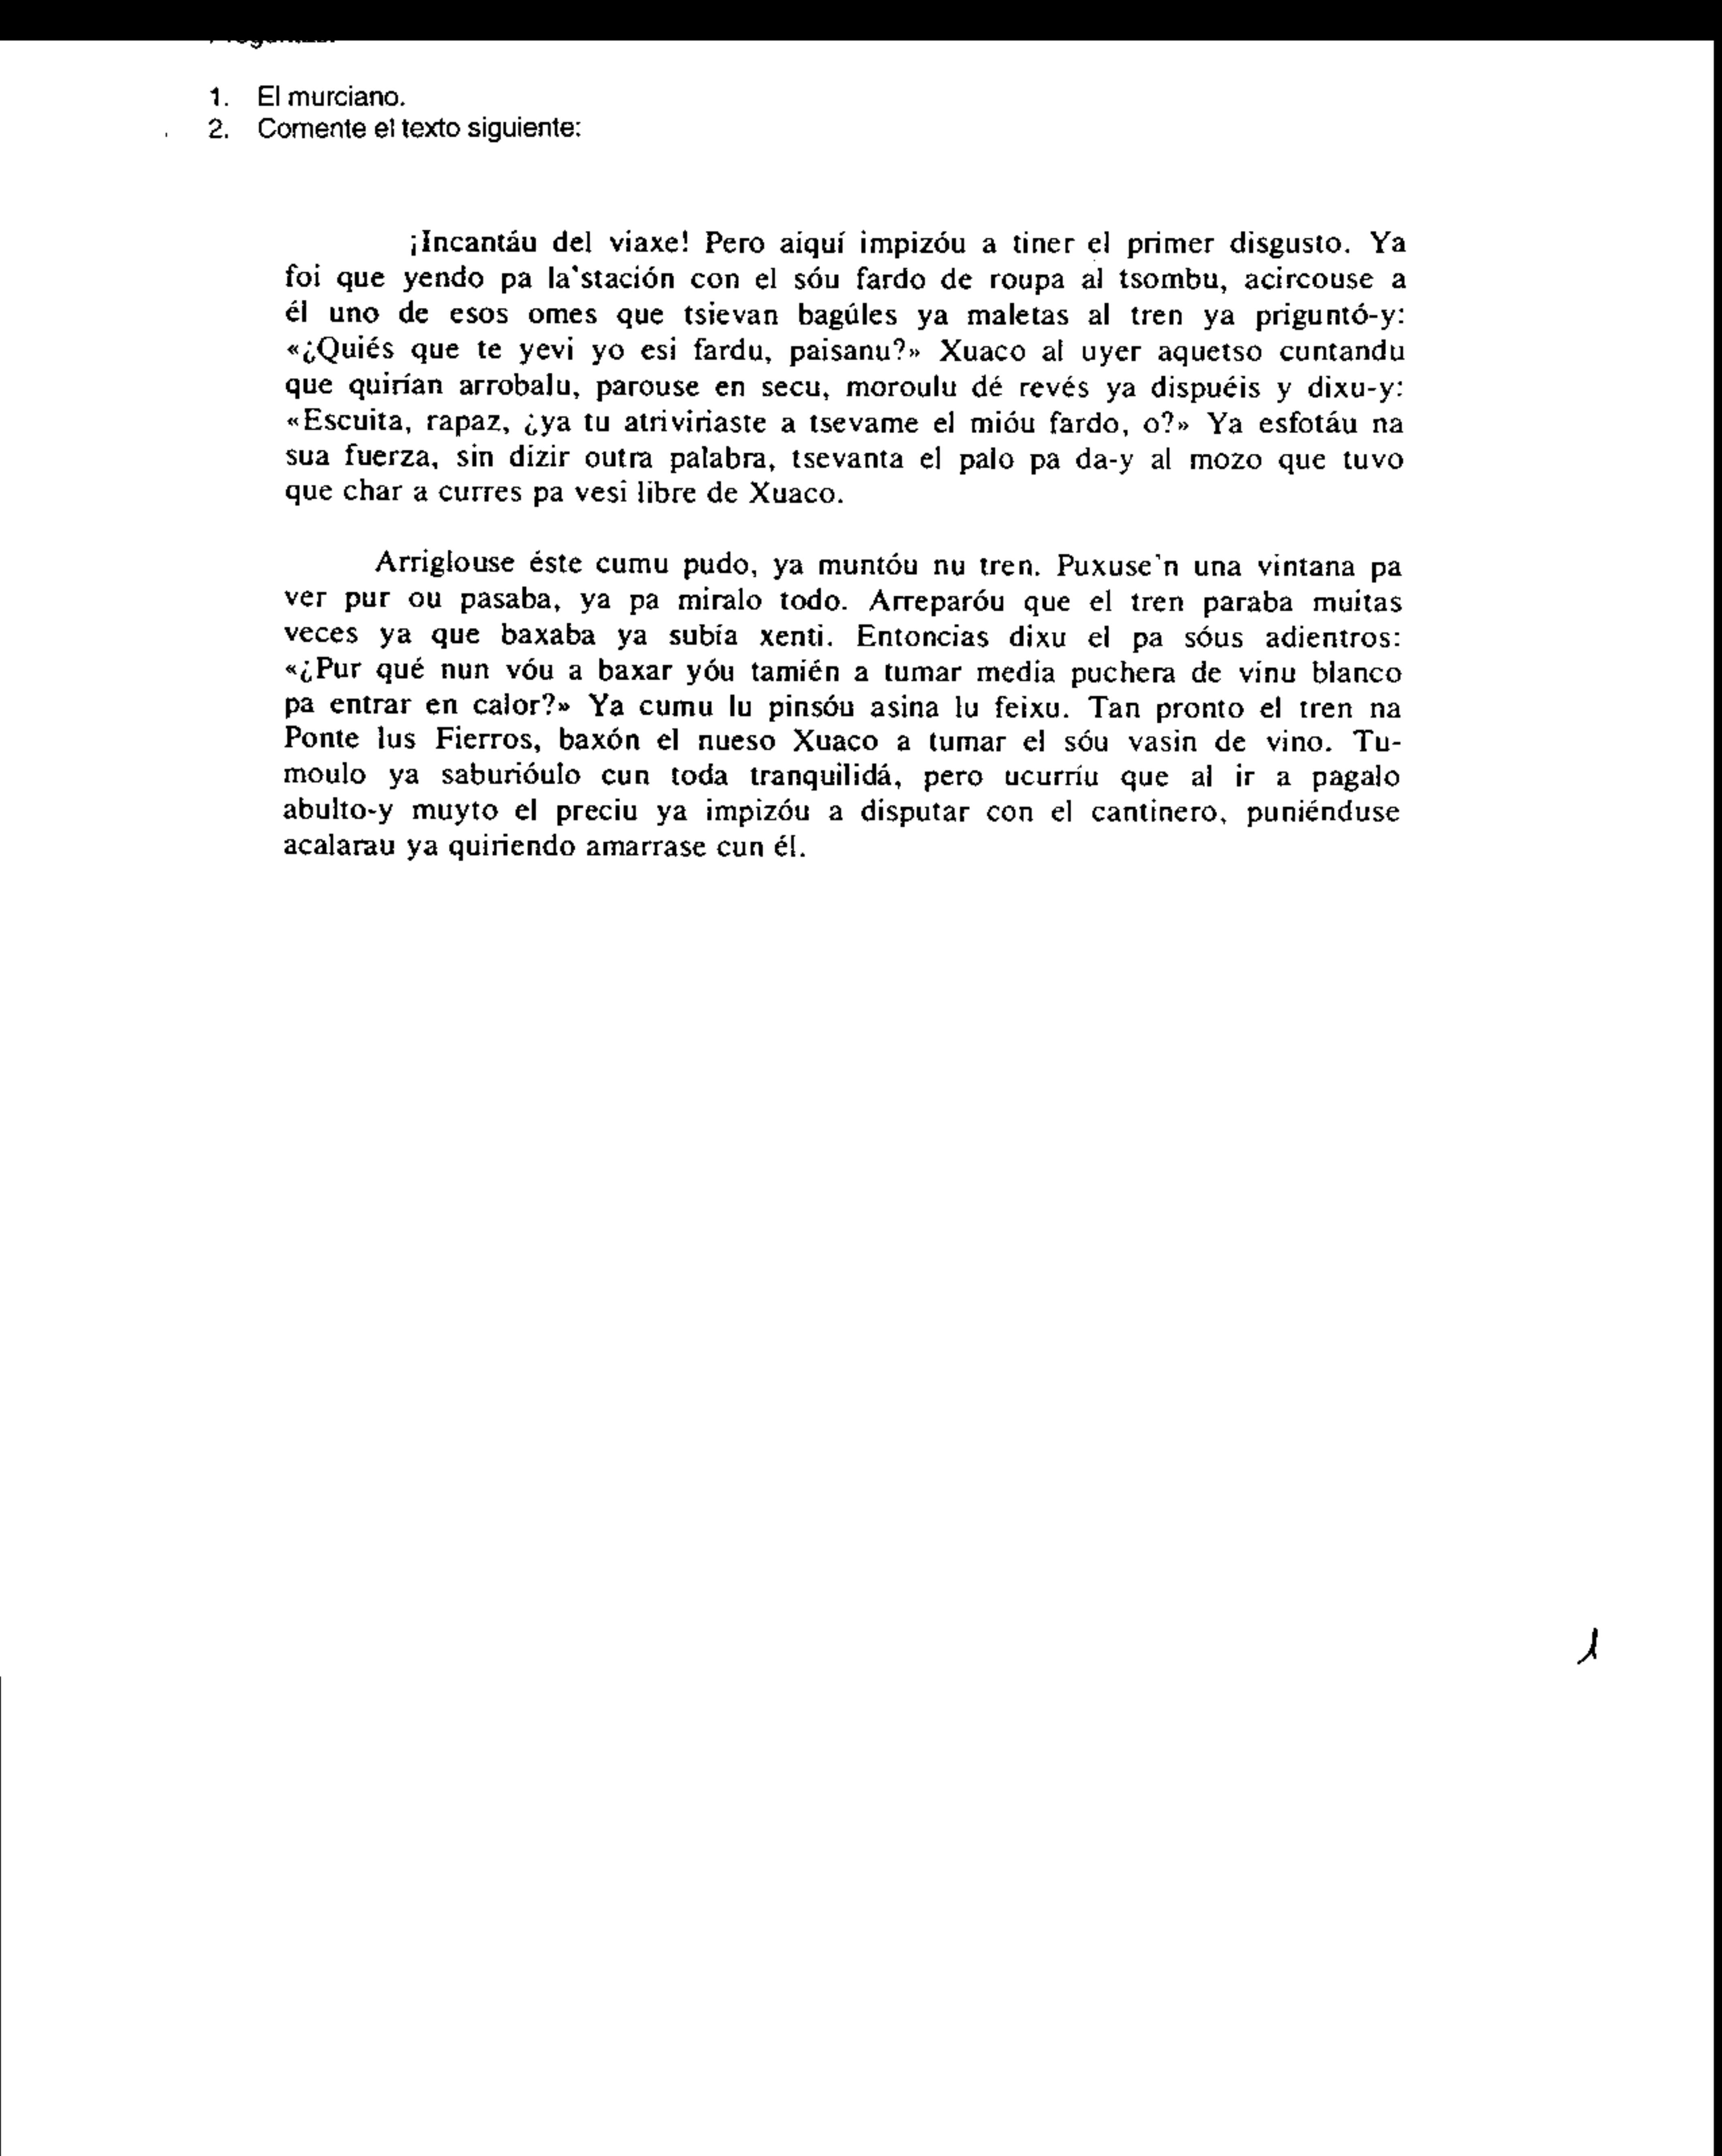 1. El murciano.
2. Comente el texto siguiente:
¡Incantáu del viaxe! Pero aiquí impizóu a tiner el primer disgusto. Ya
foi que yendo pa la'stación con el sóu fardo de roupa al tsombu, acircouse a
él uno de esos omes que tsievan bagúles ya maletas al tren ya priguntó-y:
«¿Quiés que te yevi yo esi fardu, paisanu?» Xuaco al uyer aquetso cuntandu
que quirían arrobalu, parouse en secu, moroulu dé revés ya dispuéis y dixu-y:
«Escuita, rapaz, ¿ya tu atriviriaste a tsevame el mióu fardo, o?» Ya esfotáu na
sua fuerza, sin dizir outra palabra, tsevanta el palo pa da-y al mozo que tuvo
que char a curres pa vesi libre de Xuaco.
Arriglouse éste cumu pudo, ya muntóu nu tren. Puxuse'n una vintana pa
ver pur ou pasaba, ya pa miralo todo. Arreparóu que el tren paraba muitas
veces ya que baxaba ya subía xenti. Entoncias dixu el pa sóus adientros:
«¿Pur qué nun vóu a baxar yóu tamién a tumar media puchera de vinu blanco
pa entrar en calor?» Ya cumu lu pinsóu asina lu feixu. Tan pronto el tren na
Ponte lus Fierros, baxón el nueso Xuaco a tumar el sóu vasin de vino. Tu-
moulo ya saburióulo cun toda tranquilidá, pero ucurríu que al ir a pagalo
abulto-y muyto el preciu ya impizóu a disputar con el cantinero, puniénduse
acalarau ya quiriendo amarrase cun él.